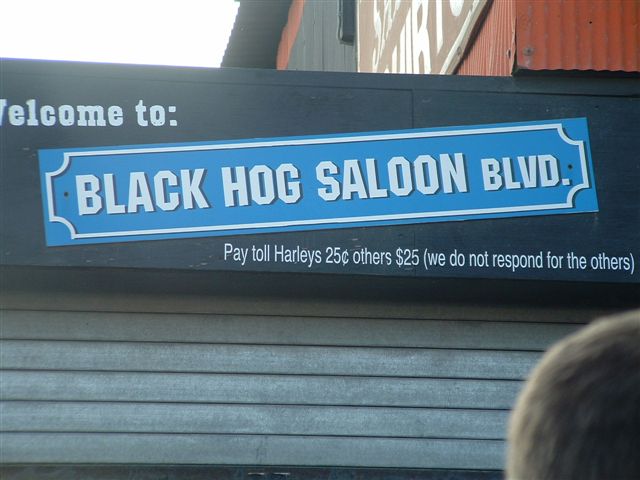 Welcome to:
BLACK HOG SALOON BLVD.
Pay toll Harleys 25¢ others $25 (we do not respond for the others)